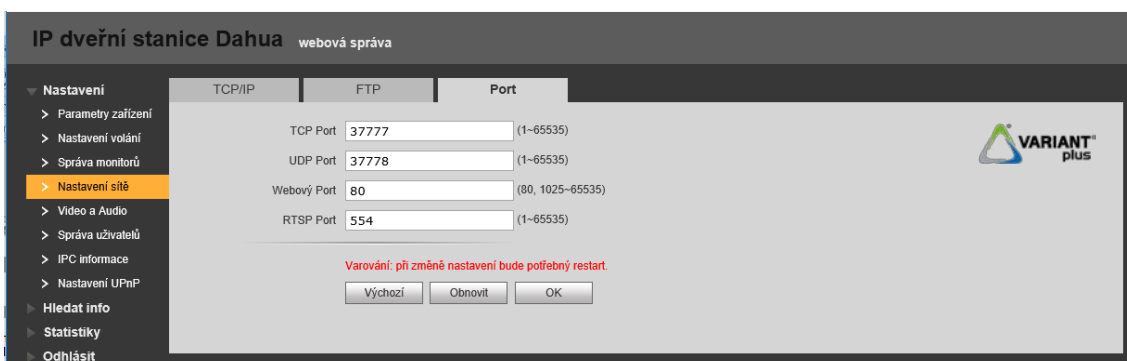 IP dveřní stanice Dahua webová správa
Nastavení
> Parametry zařízení
> Nastavení volání
> Správa monitorů
> Nastavení sítě
> Video a Audio
> Správa uživatelů
> IPC informace
> Nastavení UPnP
Hledat info
Statistiky
Odhlásit
TCP/IP FTP Port
TCP Port 37777 (1~65535)
UDP Port 37778 (1~65535)
Webový Port 80 (80, 1025~65535)
RTSP Port 554 (1~65535)
Varování: při změně nastavení bude potřebný restart.
Výchozí Obnovit OK
VARIANT®
plus